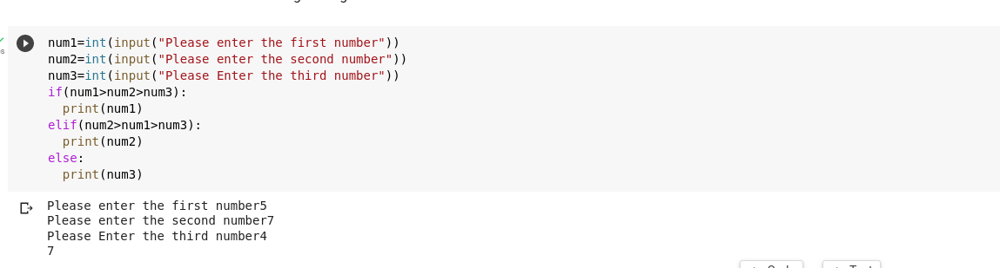 num1=int(input("Please enter the first number"))
num2=int(input("Please enter the second number"))
num3=int(input("Please Enter the third number"))
if(num1>num2>num3):
  print(num1)
elif(num2>num1>num3):
  print(num2)
else:
  print(num3)
Please enter the first number5
Please enter the second number7
Please Enter the third number4
7